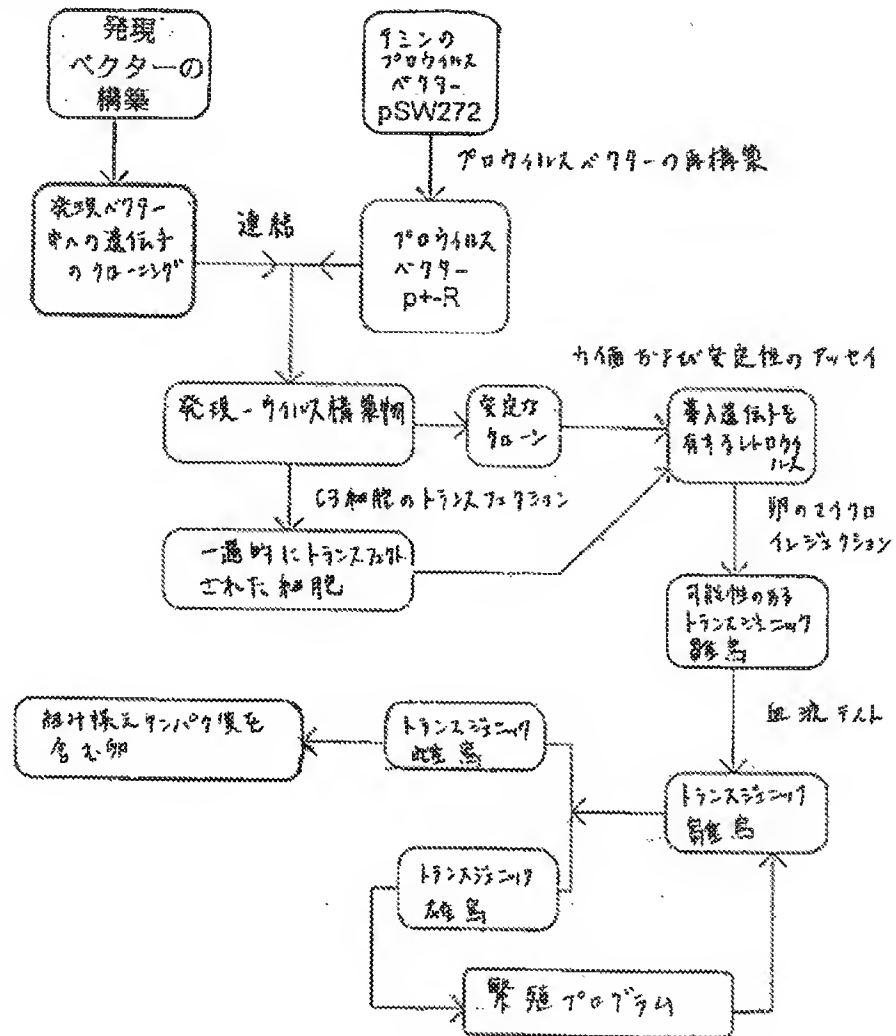 発現
ベクターの
構築
テミンの
プロウイルス
ベクター
pSW272
プロウイルスベクターの再構築
発現ベクター
中への遺伝子
のクローニング
連結
プロウイルス
ベクター
p+-R
力価および安定性のアッセイ
発現-ウイルス構築物
安定な
クローン
導入遺伝子を
有するレトロウイ
ルス
C3細胞のトランスフェクション
卵のマイクロ
インジェクション
一過的にトランスフェクト
された細胞
可能性のある
トランスジェニック
雛鳥
血液テスト
組み換えタンパク質を
含む卵
トランスジェニック
雌鳥
トランスジェニック
雛鳥
トランスジェニック
雄鳥
繁殖プログラム